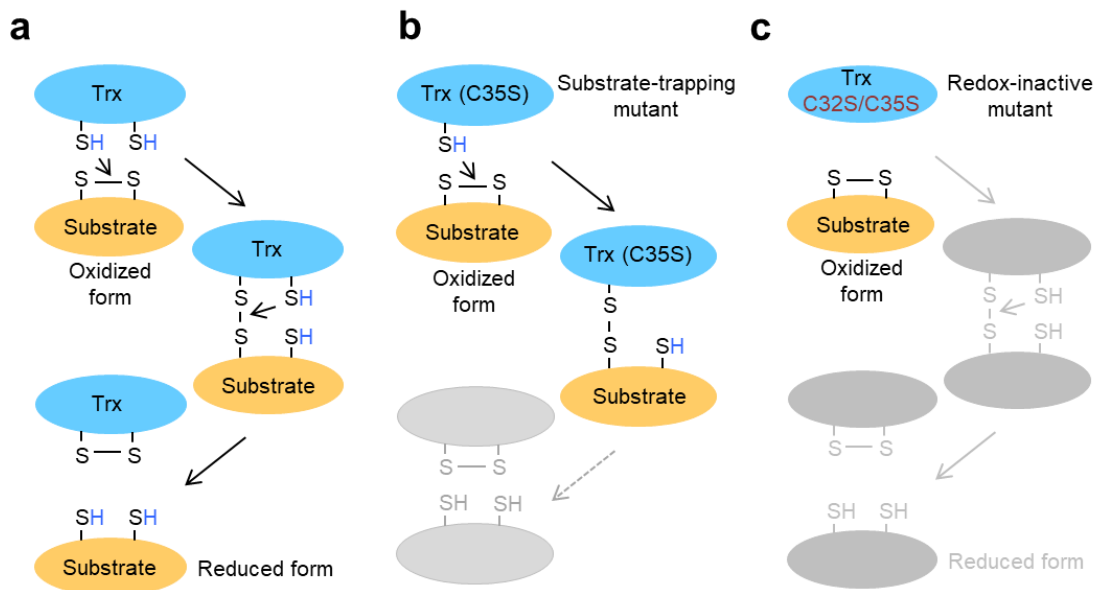 a
Trx
SH SH
S S
Substrate
Oxidized
form
Trx
S SH
S SH
Substrate
Trx
S S
SH SH
Substrate
Reduced form
b
Trx (C35S)
Substrate-trapping
mutant
SH
S S
Substrate
Oxidized
form
Trx (C35S)
S
S SH
Substrate
S S
SH SH
c
Trx
C32S/C35S
Redox-inactive
mutant
S S
Substrate
Oxidized
form
S SH
S SH
S S
SH SH
Reduced form